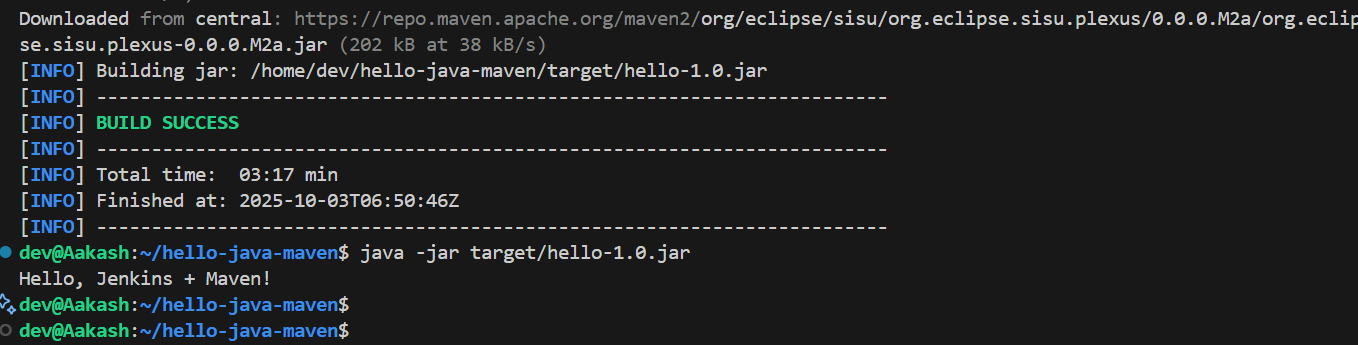 Downloaded from central: https://repo.maven.apache.org/maven2/org/eclipse/sisu/org.eclipse.sisu.plexus/0.0.0.M2a/org.eclip
se.sisu.plexus-0.0.0.M2a.jar (202 kB at 38 kB/s)
[INFO] Building jar: /home/dev/hello-java-maven/target/hello-1.0.jar
[INFO] ------------------------------------------------------------------------
[INFO] BUILD SUCCESS
[INFO] ------------------------------------------------------------------------
[INFO] Total time:  03:17 min
[INFO] Finished at: 2025-10-03T06:50:46Z
[INFO] ------------------------------------------------------------------------
dev@Aakash:~/hello-java-maven$ java -jar target/hello-1.0.jar
Hello, Jenkins + Maven!
dev@Aakash:~/hello-java-maven$
dev@Aakash:~/hello-java-maven$